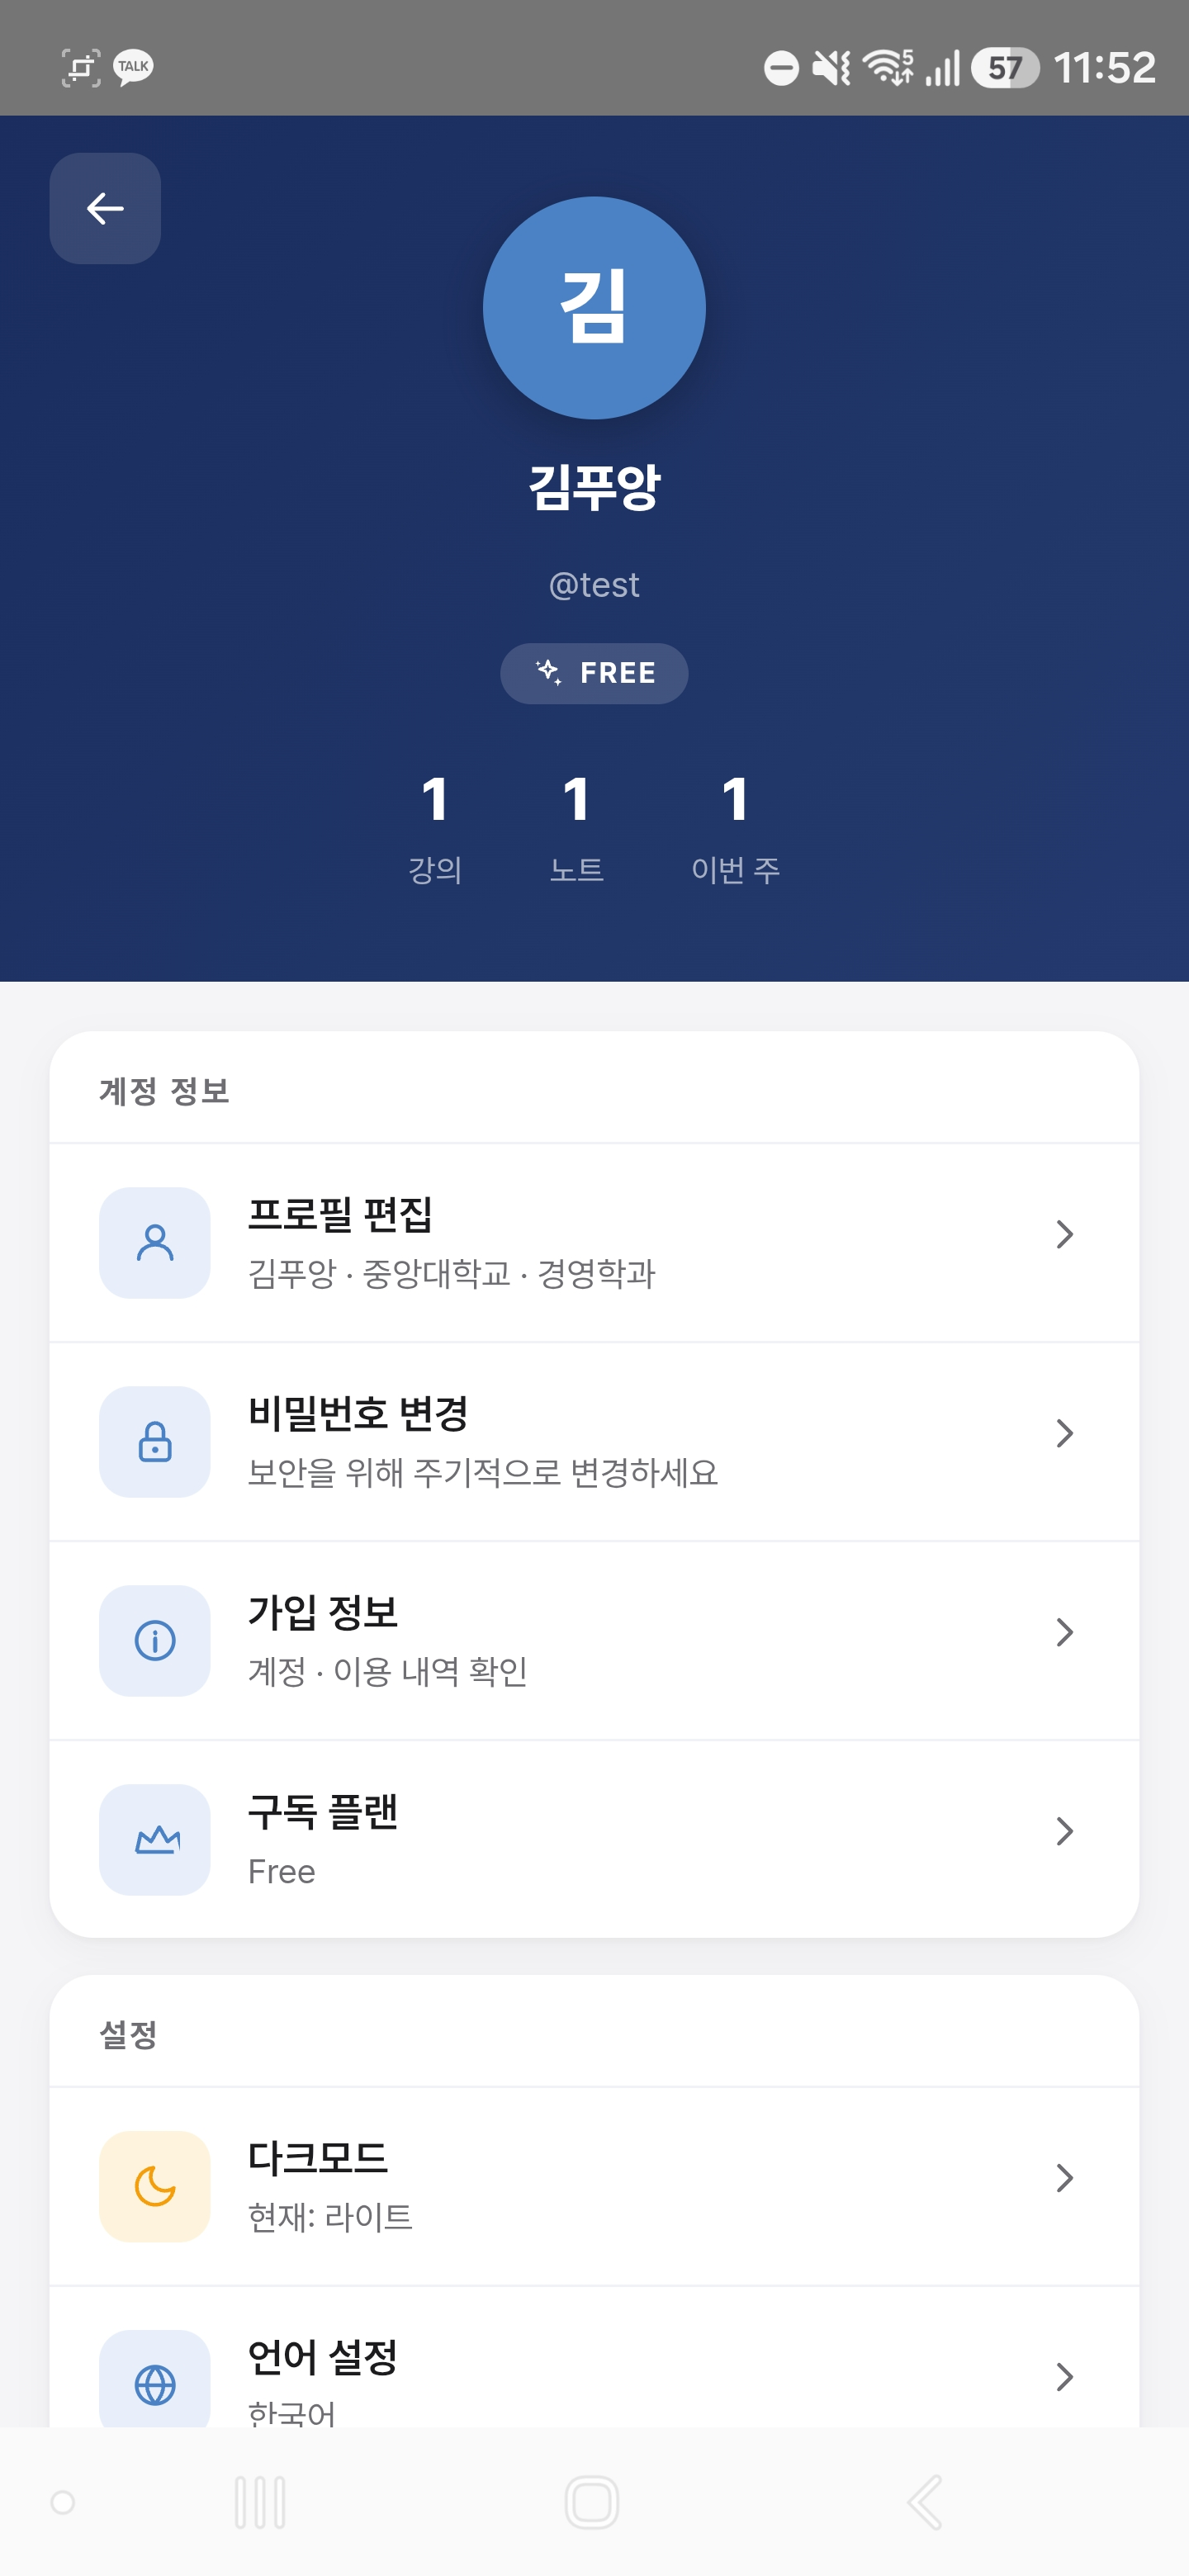 TALK
5
57
11:52
김
김푸앙
@test
FREE
1 1 1
강의 노트 이번 주
계정 정보
프로필 편집
김푸앙 · 중앙대학교 · 경영학과
비밀번호 변경
보안을 위해 주기적으로 변경하세요
가입 정보
계정 · 이용 내역 확인
구독 플랜
Free
설정
다크모드
현재: 라이트
언어 설정
한국어